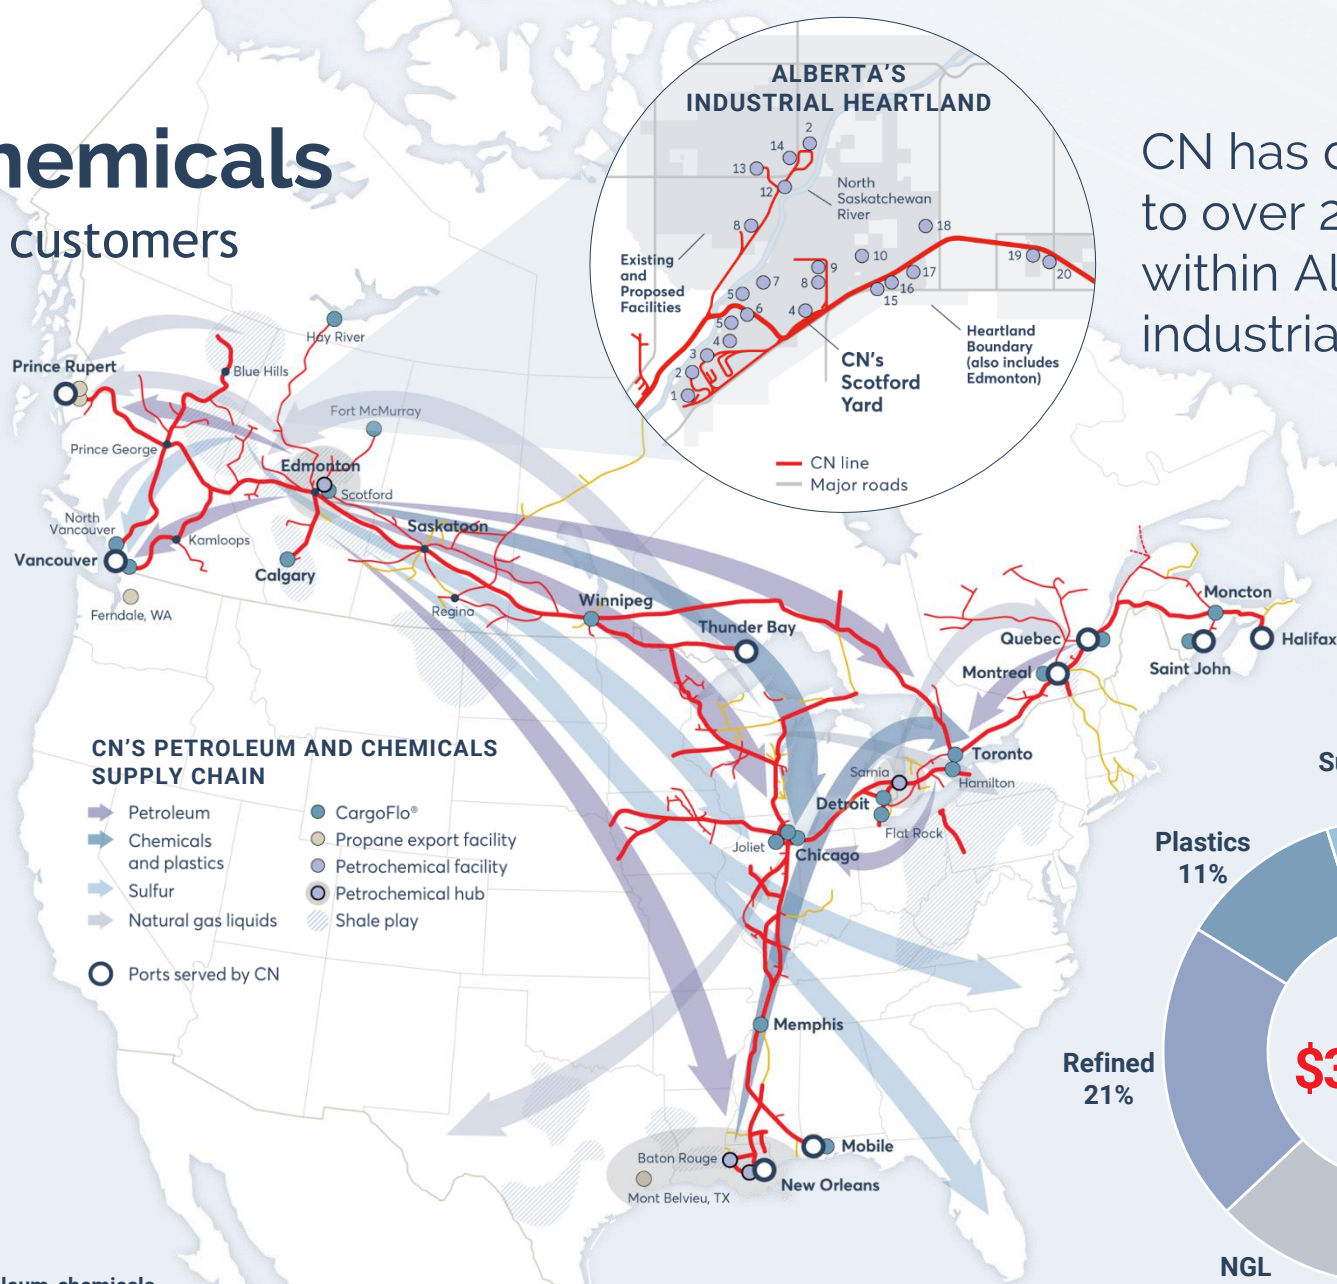 hemicals
customers
CN has
to over 2
within Al
industria
ALBERTA'S
INDUSTRIAL HEARTLAND
2
14
13
12
North
Saskatchewan
River
8
18
Existing
and
Proposed
Facilities
10
9
8
7
17
16
15
19
20
5
6
5
4
4
3
2
1
CN's
Scotford
Yard
Heartland
Boundary
(also includes
Edmonton)
CN line
Major roads
Hay River
Prince Rupert
Blue Hills
Fort McMurray
Prince George
Edmonton
Scotford
North
Vancouver
Vancouver
Kamloops
Calgary
Saskatoon
Ferndale, WA
Regina
Winnipeg
Thunder Bay
Moncton
Quebec
Halifax
Montreal
Saint John
Toronto
Sarnia
Hamilton
Detroit
Flat Rock
Joliet
Chicago
Memphis
Mobile
Baton Rouge
New Orleans
Mont Belvieu, TX
CN'S PETROLEUM AND CHEMICALS
SUPPLY CHAIN
Petroleum
Chemicals
and plastics
Sulfur
Natural gas liquids
Ports served by CN
CargoFlo®
Propane export facility
Petrochemical facility
Petrochemical hub
Shale play
Su
Plastics
11%
Refined
21%
$3
NGL